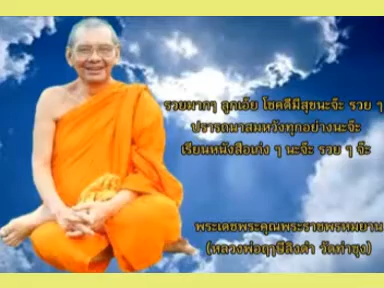 รวยมากๆ ลูกเอ้ย โชคดีมีสุขนะจ๊ะ รวย ๆ
ปรารถนาสมหวังทุกอย่างนะจ๊ะ
เรียนหนังสือเก่ง ๆ นะจ๊ะ รวย ๆ จ๊ะ
พระเดชพระคุณพระราชพรหมยาน
(หลวงพ่อฤๅษีลิงดำ วัดท่าซุง)